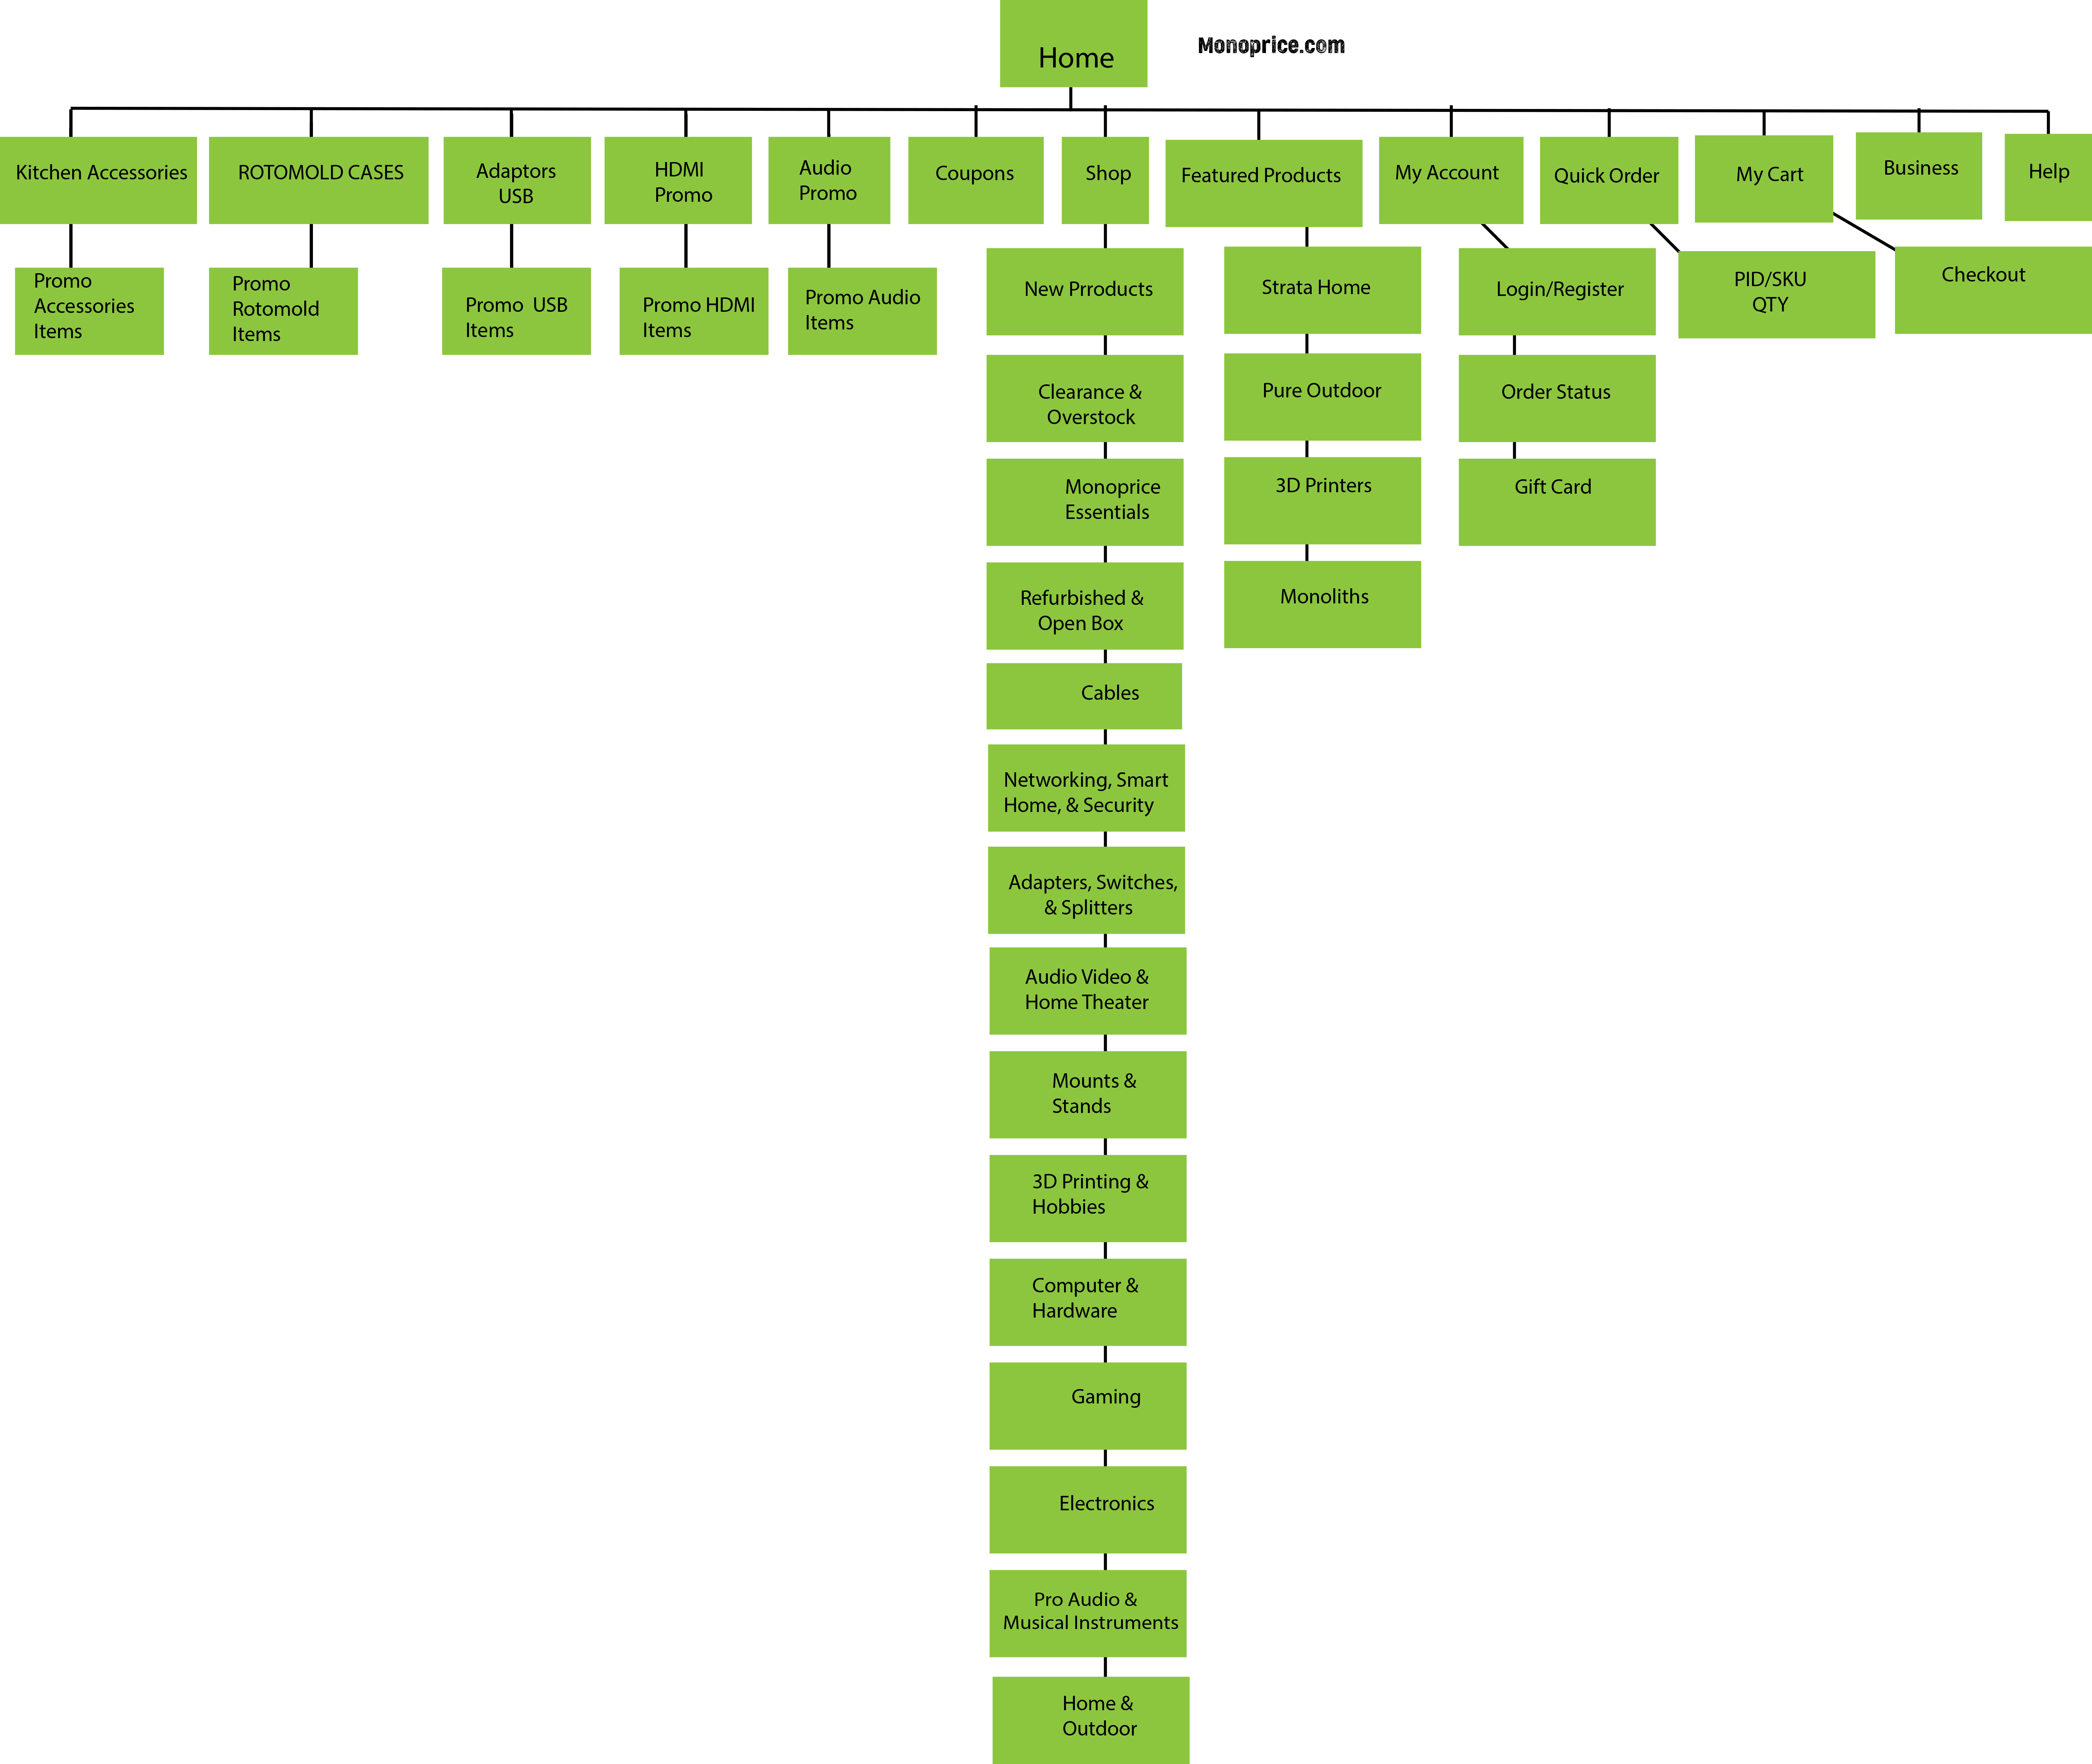 Home
Monoprice.com
Kitchen Accessories
ROTOMOLD CASES
Adaptors
USB
HDMI
Promo
Audio
Promo
Coupons
Shop
Featured Products
My Account
Quick Order
My Cart
Business
Help
Promo
Accessories
Items
Promo
Rotomold
Items
Promo  USB
Items
Promo HDMI
Items
Promo Audio
Items
New Prroducts
Strata Home
Login/Register
PID/SKU
QTY
Checkout
Clearance &
Overstock
Pure Outdoor
Order Status
Monoprice
Essentials
3D Printers
Gift Card
Refurbished &
Open Box
Monoliths
Cables
Networking, Smart
Home, & Security
Adapters, Switches,
& Splitters
Audio Video &
Home Theater
Mounts &
Stands
3D Printing &
Hobbies
Computer &
Hardware
Gaming
Electronics
Pro Audio &
Musical Instruments
Home &
Outdoor